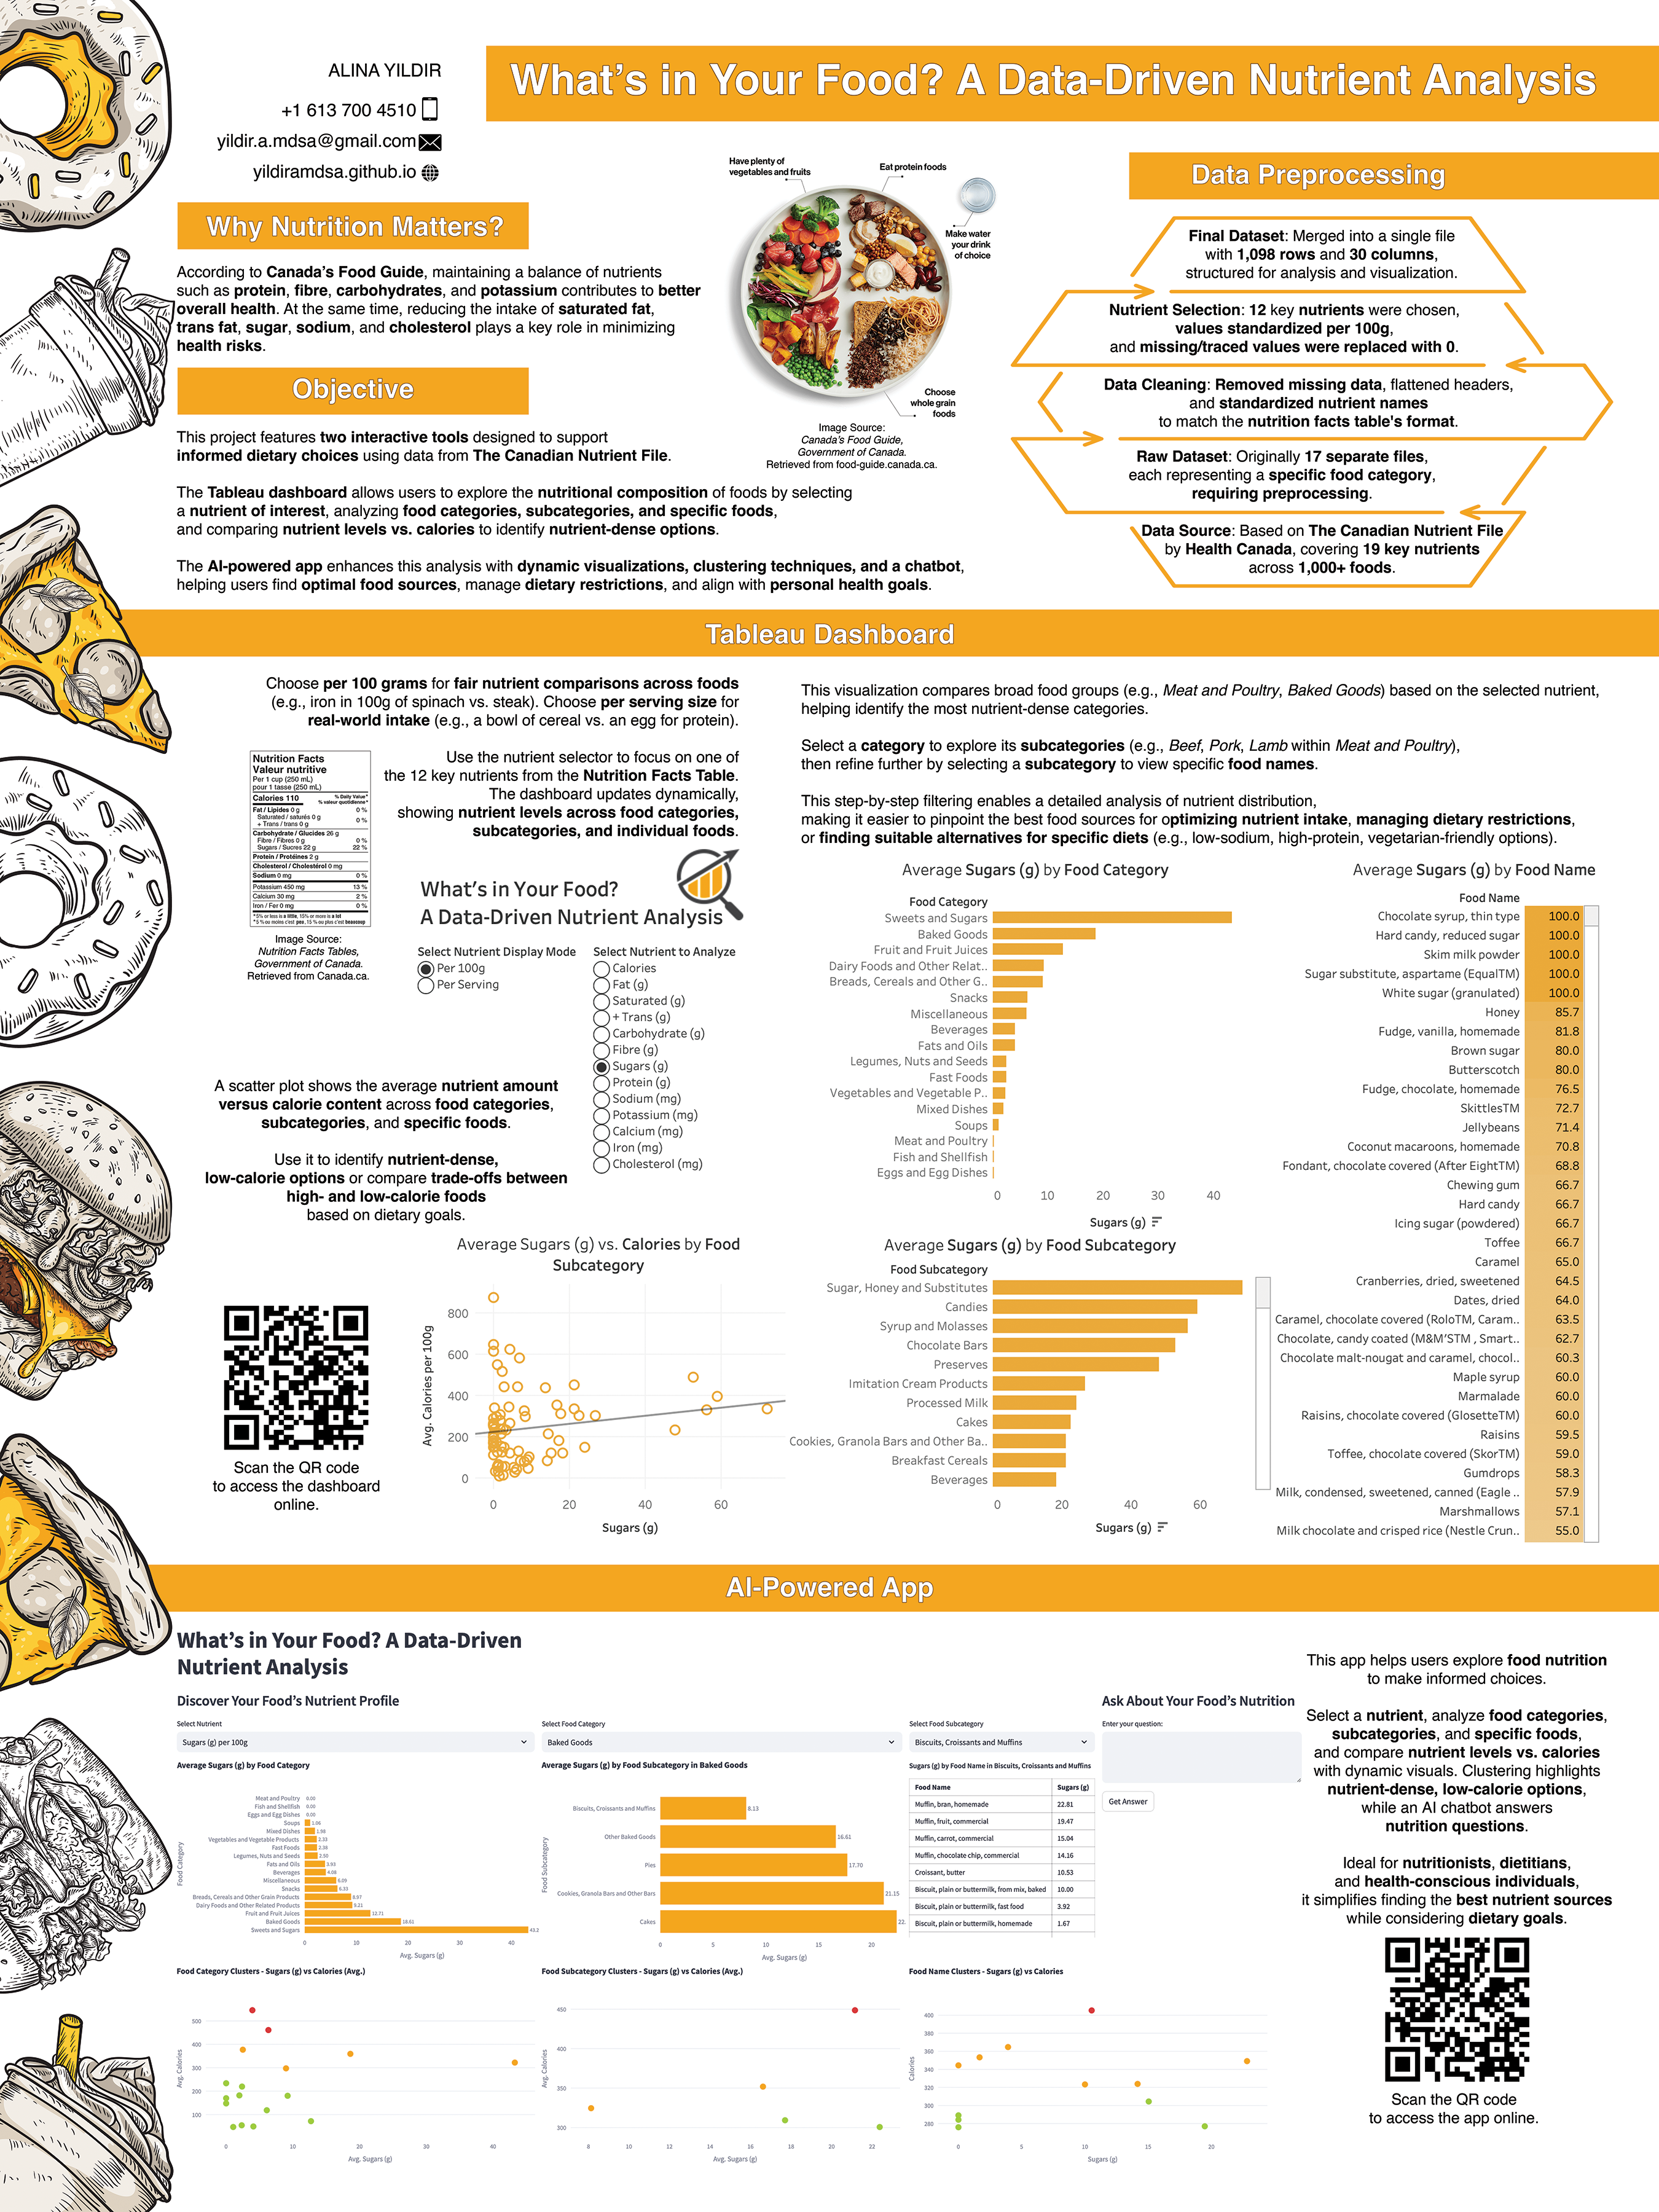 ALINA YILDIR
+1 613 700 4510
yildir.a.mdsa@gmail.com
yildiramdsa.github.io
What's in Your Food? A Data-Driven Nutrient Analysis
Why Nutrition Matters?
According to Canada's Food Guide, maintaining a balance of nutrients
such as protein, fibre, carbohydrates, and potassium contributes to better
overall health. At the same time, reducing the intake of saturated fat,
trans fat, sugar, sodium, and cholesterol plays a key role in minimizing
health risks.
Objective
This project features two interactive tools designed to support
informed dietary choices using data from The Canadian Nutrient File.
The Tableau dashboard allows users to explore the nutritional composition of foods by selecting
a nutrient of interest, analyzing food categories, subcategories, and specific foods,
and comparing nutrient levels vs. calories to identify nutrient-dense options.
The AI-powered app enhances this analysis with dynamic visualizations, clustering techniques, and a chatbot,
helping users find optimal food sources, manage dietary restrictions, and align with personal health goals.
Have plenty of
vegetables and fruits
Eat protein foods
Make water
your drink
of choice
Choose
whole grain
foods
Image Source:
Canada's Food Guide,
Government of Canada.
Retrieved from food-guide.canada.ca.
Data Preprocessing
Final Dataset: Merged into a single file
with 1,098 rows and 30 columns,
structured for analysis and visualization.
Nutrient Selection: 12 key nutrients were chosen,
values standardized per 100g,
and missing/traced values were replaced with 0.
Data Cleaning: Removed missing data, flattened headers,
and standardized nutrient names
to match the nutrition facts table's format.
Raw Dataset: Originally 17 separate files,
each representing a specific food category,
requiring preprocessing.
Data Source: Based on The Canadian Nutrient File
by Health Canada, covering 19 key nutrients
across 1,000+ foods.
Tableau Dashboard
Choose per 100 grams for fair nutrient comparisons across foods
(e.g., iron in 100g of spinach vs. steak). Choose per serving size for
real-world intake (e.g., a bowl of cereal vs. an egg for protein).
Use the nutrient selector to focus on one of
the 12 key nutrients from the Nutrition Facts Table.
The dashboard updates dynamically,
showing nutrient levels across food categories,
subcategories, and individual foods.
Nutrition Facts
Valeur nutritive
Per 1 cup (250 mL)
pour 1 tasse (250 mL)
Calories 110
% Daily Value*
% valeur quotidienne*
Fat / Lipides 0 g 0 %
Saturated / saturés 0 g
+ Trans / trans 0 g
0 %
Carbohydrate / Glucides 26 g
Fibre / Fibres 0 g 0 %
Sugars / Sucres 22 g 22 %
Protein / Protéines 2 g
Cholesterol / Cholestérol 0 mg
Sodium 0 mg 0 %
Potassium 450 mg 13 %
Calcium 30 mg 2 %
Iron / Fer 0 mg 0 %
*5% or less is a little, 15% or more is a lot
*5 % ou moins c'est peu, 15 % ou plus c'est beaucoup
Image Source:
Nutrition Facts Tables,
Government of Canada.
Retrieved from Canada.ca.
What's in Your Food?
A Data-Driven Nutrient Analysis
Select Nutrient Display Mode
Per 100g
Per Serving
Select Nutrient to Analyze
Calories
Fat (g)
Saturated (g)
+ Trans (g)
Carbohydrate (g)
Fibre (g)
Sugars (g)
Protein (g)
Sodium (mg)
Potassium (mg)
Calcium (mg)
Iron (mg)
Cholesterol (mg)
A scatter plot shows the average nutrient amount
versus calorie content across food categories,
subcategories, and specific foods.
Use it to identify nutrient-dense,
low-calorie options or compare trade-offs between
high- and low-calorie foods
based on dietary goals.
Scan the QR code
to access the dashboard
online.
Average Sugars (g) vs. Calories by Food
Subcategory
Avg. Calories per 100g
800
600
400
200
0
0 20 40 60
Sugars (g)
This visualization compares broad food groups (e.g., Meat and Poultry, Baked Goods) based on the selected nutrient,
helping identify the most nutrient-dense categories.
Select a category to explore its subcategories (e.g., Beef, Pork, Lamb within Meat and Poultry),
then refine further by selecting a subcategory to view specific food names.
This step-by-step filtering enables a detailed analysis of nutrient distribution,
making it easier to pinpoint the best food sources for optimizing nutrient intake, managing dietary restrictions,
or finding suitable alternatives for specific diets (e.g., low-sodium, high-protein, vegetarian-friendly options).
Average Sugars (g) by Food Category
Food Category
Sweets and Sugars
Baked Goods
Fruit and Fruit Juices
Dairy Foods and Other Relat..
Breads, Cereals and Other G..
Snacks
Miscellaneous
Beverages
Fats and Oils
Legumes, Nuts and Seeds
Fast Foods
Vegetables and Vegetable P..
Mixed Dishes
Soups
Meat and Poultry
Fish and Shellfish
Eggs and Egg Dishes
0 10 20 30 40
Sugars (g)
Average Sugars (g) by Food Subcategory
Food Subcategory
Sugar, Honey and Substitutes
Candies
Syrup and Molasses
Chocolate Bars
Preserves
Imitation Cream Products
Processed Milk
Cakes
Cookies, Granola Bars and Other Ba..
Breakfast Cereals
Beverages
0 20 40 60
Sugars (g)
Average Sugars (g) by Food Name
Food Name
Chocolate syrup, thin type 100.0
Hard candy, reduced sugar 100.0
Skim milk powder 100.0
Sugar substitute, aspartame (EqualTM) 100.0
White sugar (granulated) 100.0
Honey 85.7
Fudge, vanilla, homemade 81.8
Brown sugar 80.0
Butterscotch 80.0
Fudge, chocolate, homemade 76.5
SkittlesTM 72.7
Jellybeans 71.4
Coconut macaroons, homemade 70.8
Fondant, chocolate covered (After EightTM) 68.8
Chewing gum 66.7
Hard candy 66.7
Icing sugar (powdered) 66.7
Toffee 66.7
Caramel 65.0
Cranberries, dried, sweetened 64.5
Dates, dried 64.0
Caramel, chocolate covered (RoloTM, Caram.. 63.5
Chocolate, candy coated (M&M'STM , Smart.. 62.7
Chocolate malt-nougat and caramel, chocol.. 60.3
Maple syrup 60.0
Marmalade 60.0
Raisins, chocolate covered (GlosetteTM) 60.0
Raisins 59.5
Toffee, chocolate covered (SkorTM) 59.0
Gumdrops 58.3
Milk, condensed, sweetened, canned (Eagle .. 57.9
Marshmallows 57.1
Milk chocolate and crisped rice (Nestle Crun.. 55.0
AI-Powered App
What's in Your Food? A Data-Driven
Nutrient Analysis
Discover Your Food's Nutrient Profile
Select Nutrient
Sugars (g) per 100g
Average Sugars (g) by Food Category
Food Category
Meat and Poultry 0.00
Fish and Shellfish 0.00
Eggs and Egg Dishes 0.00
Soups 1.06
Mixed Dishes 1.98
Vegetables and Vegetable Products 2.33
Fast Foods 2.38
Legumes, Nuts and Seeds 2.50
Fats and Oils 3.93
Beverages 4.08
Miscellaneous 6.09
Snacks 6.33
Breads, Cereals and Other Grain Products 8.97
Dairy Foods and Other Related Products 9.21
Fruit and Fruit Juices 12.71
Baked Goods 18.61
Sweets and Sugars 43.2
0 10 20 30 40
Avg. Sugars (g)
Select Food Category
Baked Goods
Average Sugars (g) by Food Subcategory in Baked Goods
Food Subcategory
Biscuits, Croissants and Muffins 8.13
Other Baked Goods 16.61
Pies 17.70
Cookies, Granola Bars and Other Bars 21.15
Cakes 22.
0 5 10 15 20
Avg. Sugars (g)
Select Food Subcategory
Biscuits, Croissants and Muffins
Sugars (g) by Food Name in Biscuits, Croissants and Muffins
Food Name Sugars (g)
Muffin, bran, homemade 22.81
Muffin, fruit, commercial 19.47
Muffin, carrot, commercial 15.04
Muffin, chocolate chip, commercial 14.16
Croissant, butter 10.53
Biscuit, plain or buttermilk, from mix, baked 10.00
Biscuit, plain or buttermilk, fast food 3.92
Biscuit, plain or buttermilk, homemade 1.67
Ask About Your Food's Nutrition
Enter your question:
Get Answer
Food Category Clusters - Sugars (g) vs Calories (Avg.)
Avg. Calories
500
400
300
200
100
0 10 20 30 40
Avg. Sugars (g)
Food Subcategory Clusters - Sugars (g) vs Calories (Avg.)
Avg. Calories
450
400
350
300
8 10 12 14 16 18 20 22
Avg. Sugars (g)
Food Name Clusters - Sugars (g) vs Calories
Calories
400
380
360
340
320
300
280
0 5 10 15 20
Sugars (g)
This app helps users explore food nutrition
to make informed choices.
Select a nutrient, analyze food categories,
subcategories, and specific foods,
and compare nutrient levels vs. calories
with dynamic visuals. Clustering highlights
nutrient-dense, low-calorie options,
while an AI chatbot answers
nutrition questions.
Ideal for nutritionists, dietitians,
and health-conscious individuals,
it simplifies finding the best nutrient sources
while considering dietary goals.
Scan the QR code
to access the app online.